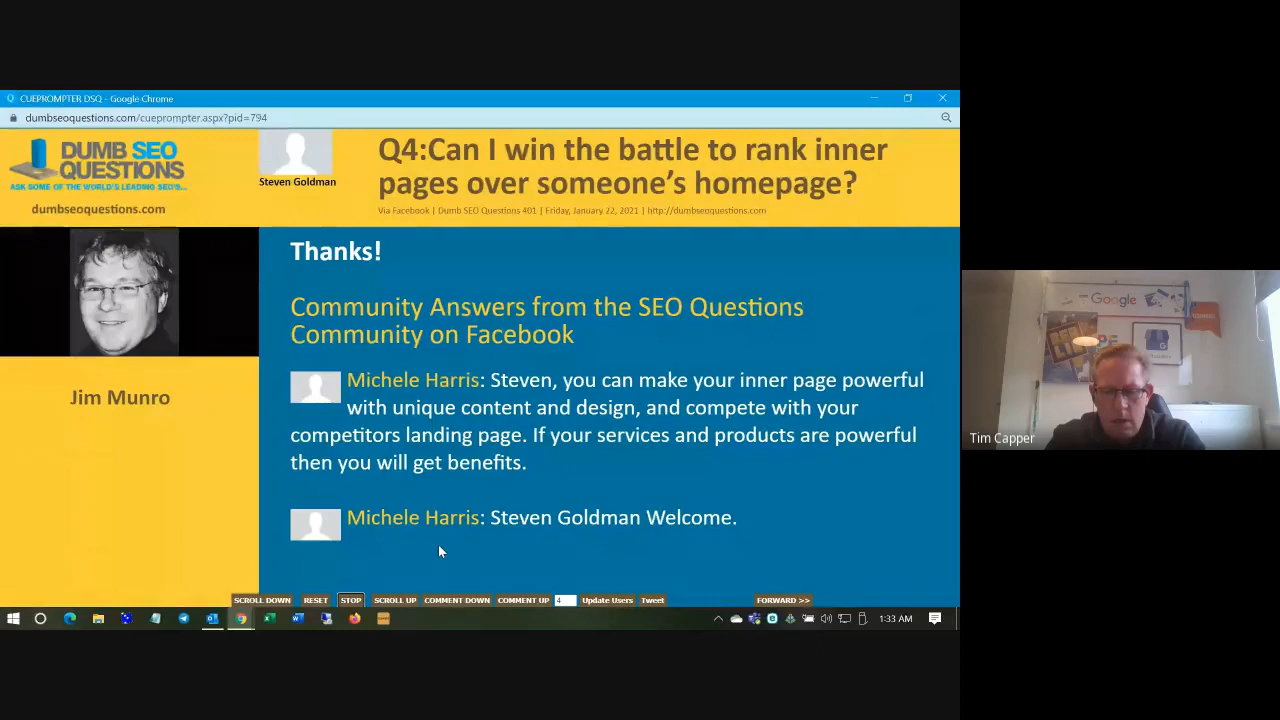 CUEPROMPTER DSQ - Google Chrome
dumbseoquestions.com/cueprompter.aspx?pid=794
DUMB SEO
QUESTIONS
ASK SOME OF THE WORLD'S LEADING SEO'S...
dumbseoquestions.com
Steven Goldman
Q4:Can I win the battle to rank inner
pages over someone's homepage?
Via Facebook | Dumb SEO Questions 401 | Friday, January 22, 2021 | http://dumbseoquestions.com
Jim Munro
Thanks!
Community Answers from the SEO Questions
Community on Facebook
Michele Harris: Steven, you can make your inner page powerful
with unique content and design, and compete with your
competitors landing page. If your services and products are powerful
then you will get benefits.
Michele Harris: Steven Goldman Welcome.
SCROLL DOWN RESET STOP SCROLL UP COMMENT DOWN COMMENT UP 4 Update Users Tweet FORWARD >>
1:33 AM
Google
Tim Capper